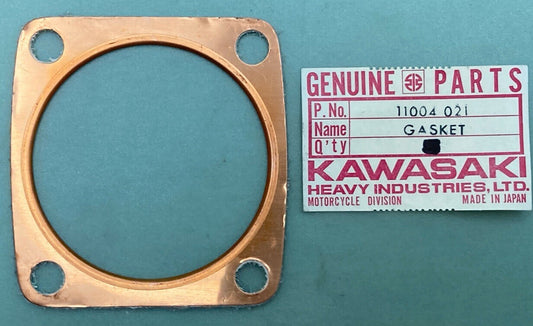 GENUINE PARTS
P. No. 11004 021
Name GASKET
Q'ty
KAWASAKI
HEAVY INDUSTRIES, LTD.
MOTORCYCLE DIVISION MADE IN JAPAN